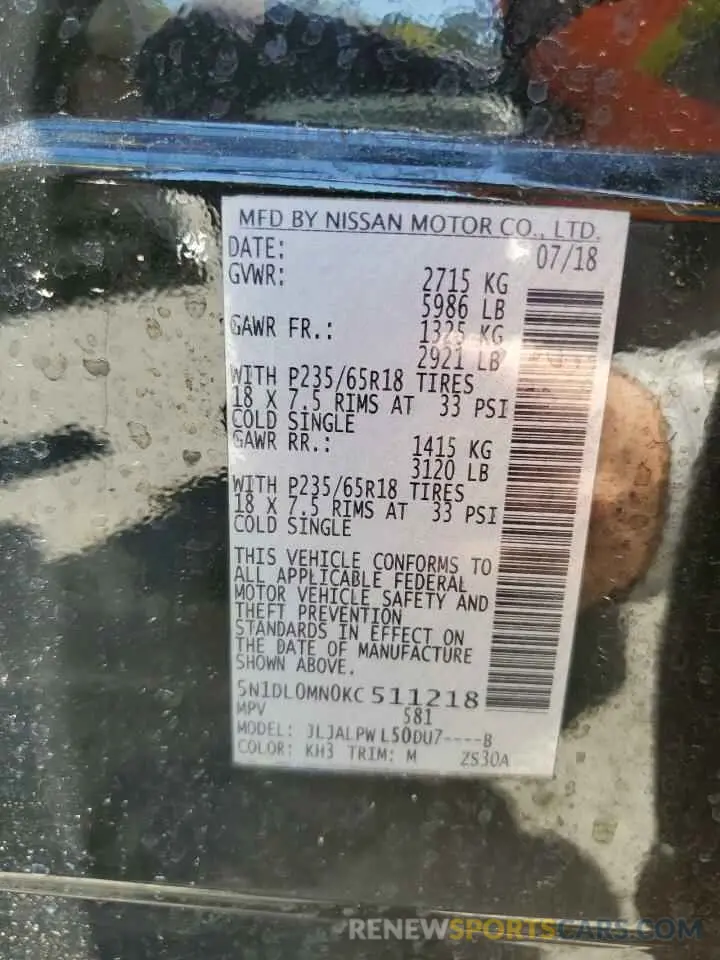 MFD BY NISSAN MOTOR CO., LTD.
DATE: 07/18
GVWR: 2715 KG
5986 LB
GAWR FR.: 1325 KG
2921 LB
WITH P235/65R18 TIRES
18 X 7.5 RIMS AT 33 PSI
COLD SINGLE
GAWR RR.: 1415 KG
3120 LB
WITH P235/65R18 TIRES
18 X 7.5 RIMS AT 33 PSI
COLD SINGLE
THIS VEHICLE CONFORMS TO
ALL APPLICABLE FEDERAL
MOTOR VEHICLE SAFETY AND
THEFT PREVENTION
STANDARDS IN EFFECT ON
THE DATE OF MANUFACTURE
SHOWN ABOVE.
5N1DL0MN0KC511218
MPV 581
MODEL: JLJALPWL50DU7----B
COLOR: KH3 TRIM: M ZS30A
RENEWSPORTSCARS.COM